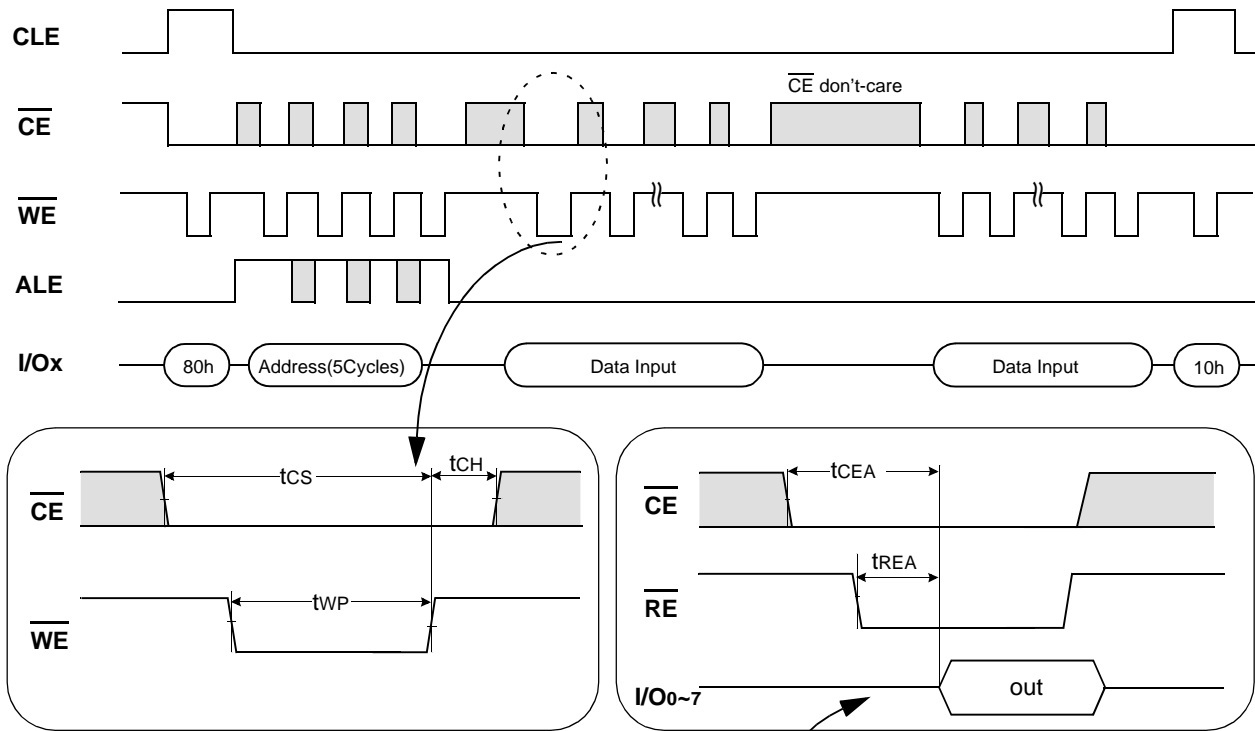 CLE
CE don't-care
CE
WE
ALE
I/Ox
80h
Address(5Cycles)
Data Input
Data Input
10h
tCS
tCH
CE
tWP
WE
tCEA
CE
tREA
RE
I/O0~7
out